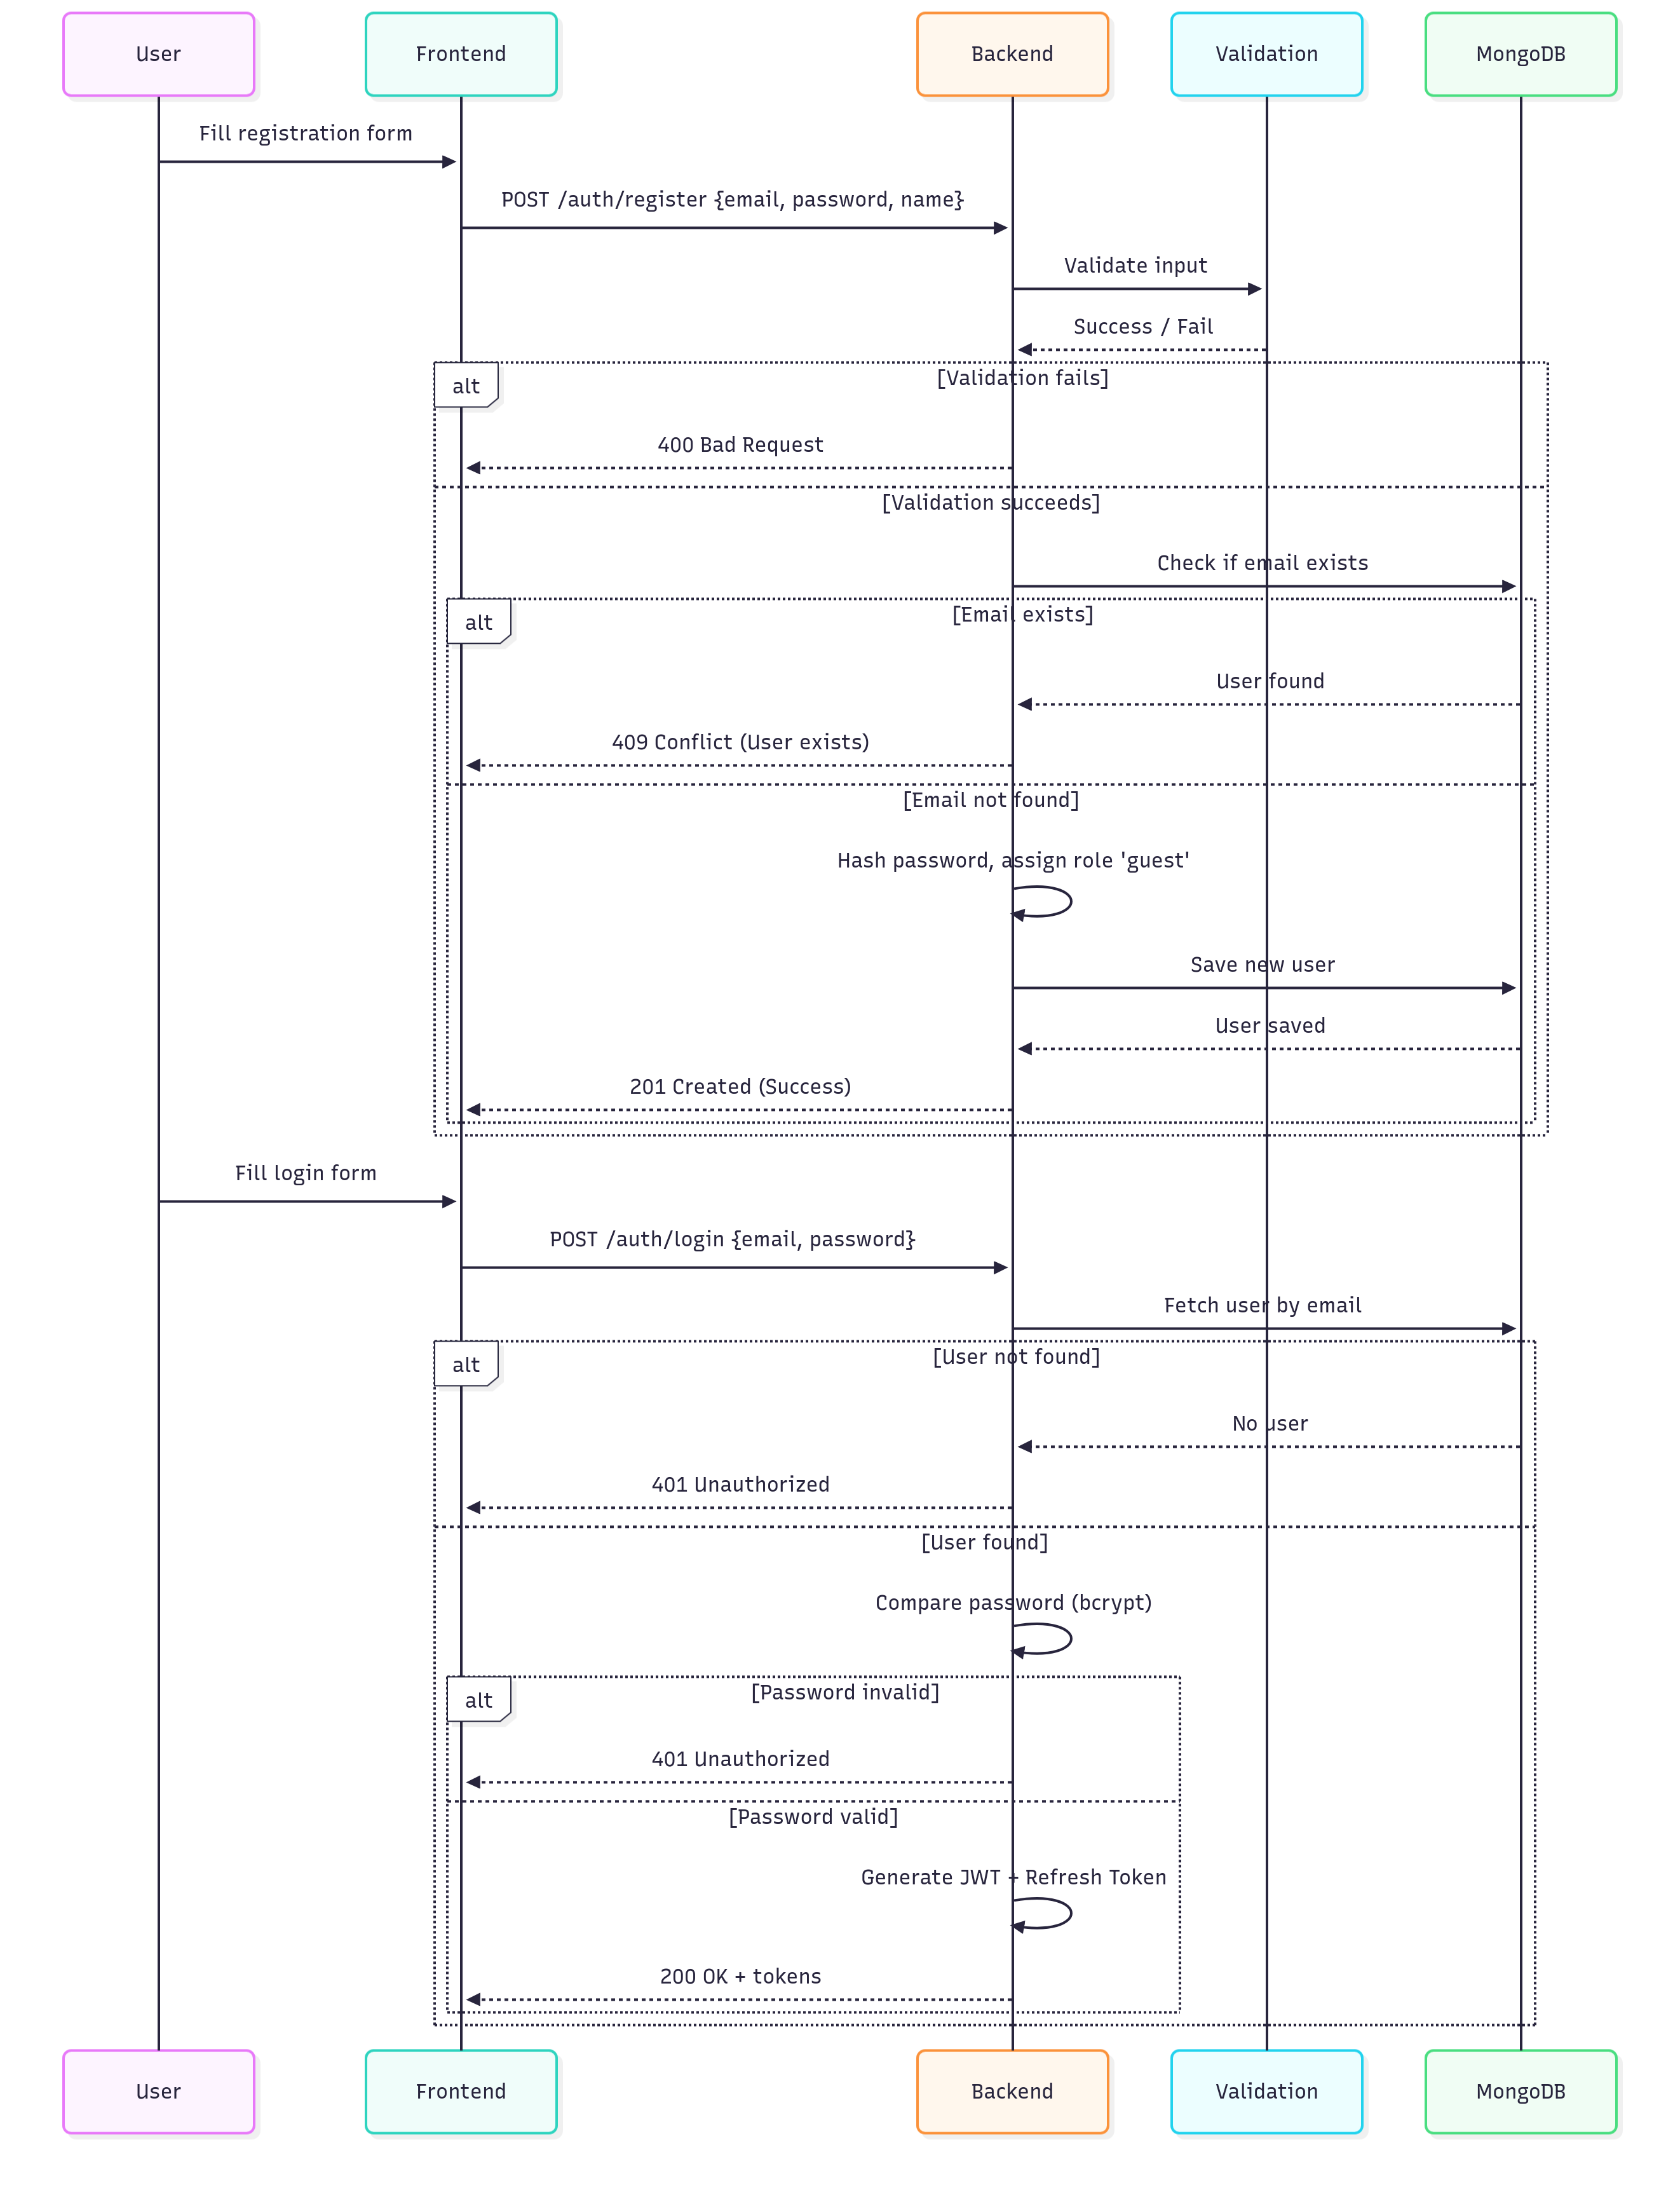 User
Frontend
Backend
Validation
MongoDB
Fill registration form
POST /auth/register {email, password, name}
Validate input
Success / Fail
alt
[Validation fails]
400 Bad Request
[Validation succeeds]
Check if email exists
alt
[Email exists]
User found
409 Conflict (User exists)
[Email not found]
Hash password, assign role 'guest'
Save new user
User saved
201 Created (Success)
Fill login form
POST /auth/login {email, password}
Fetch user by email
alt
[User not found]
No user
401 Unauthorized
[User found]
Compare password (bcrypt)
alt
[Password invalid]
401 Unauthorized
[Password valid]
Generate JWT + Refresh Token
200 OK + tokens
User
Frontend
Backend
Validation
MongoDB